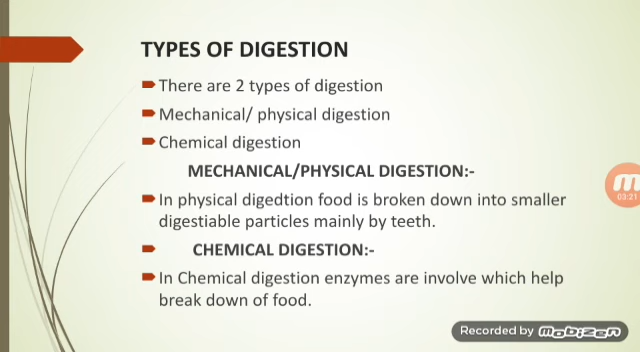 TYPES OF DIGESTION
There are 2 types of digestion
Mechanical/ physical digestion
Chemical digestion
MECHANICAL/PHYSICAL DIGESTION:-
In physical digedtion food is broken down into smaller
digestiable particles mainly by teeth.
CHEMICAL DIGESTION:-
In Chemical digestion enzymes are involve which help
break down of food.
03:21
Recorded by mobizen